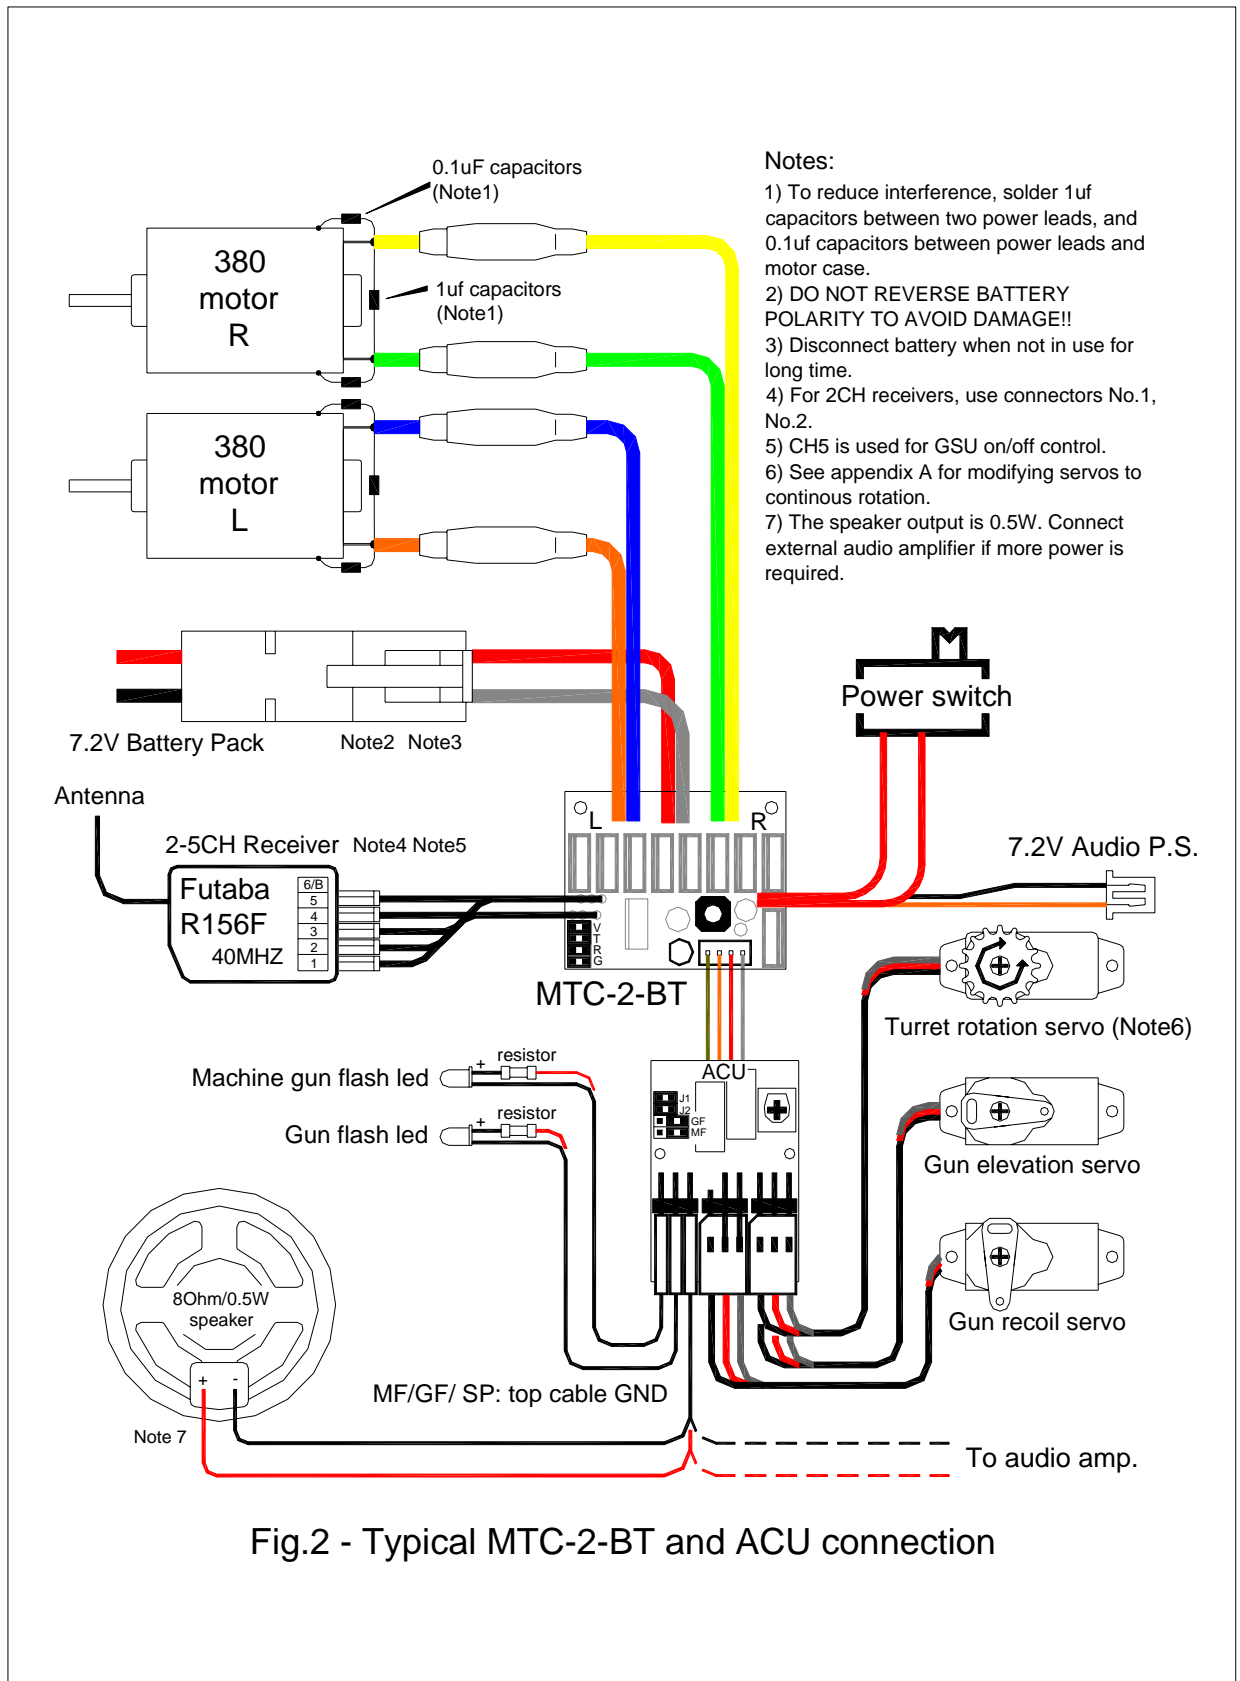 0.1uF capacitors
(Note1)
380
motor
R
1uf capacitors
(Note1)
380
motor
L
Notes:
1) To reduce interference, solder 1uf
capacitors between two power leads, and
0.1uf capacitors between power leads and
motor case.
2) DO NOT REVERSE BATTERY
POLARITY TO AVOID DAMAGE!!
3) Disconnect battery when not in use for
long time.
4) For 2CH receivers, use connectors No.1,
No.2.
5) CH5 is used for GSU on/off control.
6) See appendix A for modifying servos to
continous rotation.
7) The speaker output is 0.5W. Connect
external audio amplifier if more power is
required.
Power switch
7.2V Battery Pack
Note2 Note3
Antenna
L
R
2-5CH Receiver Note4 Note5
7.2V Audio P.S.
Futaba
R156F
40MHZ
6/B
5
4
3
2
1
V
T
R
G
MTC-2-BT
Turret rotation servo (Note6)
resistor
+
Machine gun flash led
ACU
J1
J2
GF
MF
resistor
+
Gun flash led
Gun elevation servo
8Ohm/0.5W
speaker
+ -
Gun recoil servo
MF/GF/ SP: top cable GND
Note 7
To audio amp.
Fig.2 - Typical MTC-2-BT and ACU connection